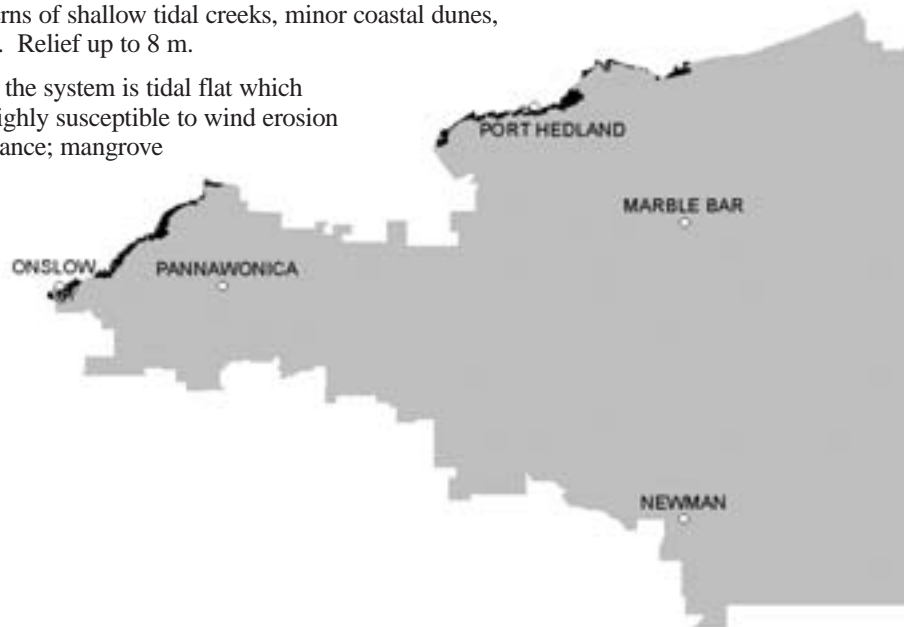 rns of shallow tidal creeks, minor coastal dunes,
. Relief up to 8 m.
the system is tidal flat which
ighly susceptible to wind erosion
ance; mangrove
PORT HEDLAND
MARBLE BAR
ONSLOW
PANNAWONICA
NEWMAN